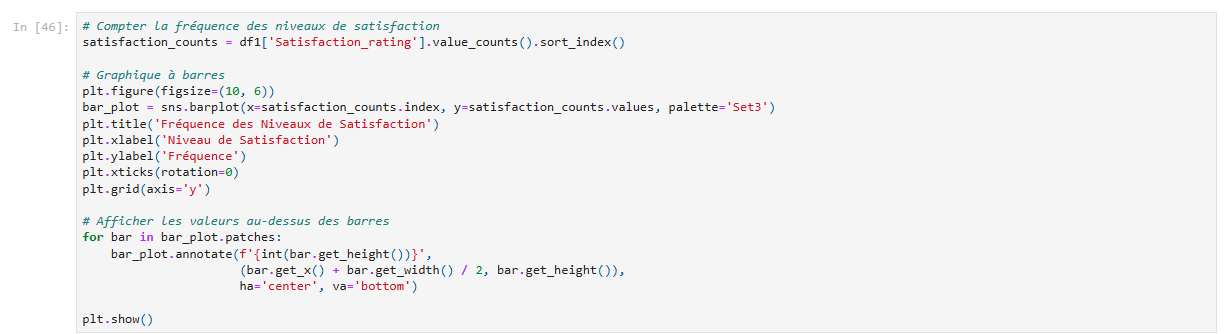 In [46]:
# Compter la fréquence des niveaux de satisfaction
satisfaction_counts = df1['Satisfaction_rating'].value_counts().sort_index()

# Graphique à barres
plt.figure(figsize=(10, 6))
bar_plot = sns.barplot(x=satisfaction_counts.index, y=satisfaction_counts.values, palette='Set3')
plt.title('Fréquence des Niveaux de Satisfaction')
plt.xlabel('Niveau de Satisfaction')
plt.ylabel('Fréquence')
plt.xticks(rotation=0)
plt.grid(axis='y')

# Afficher les valeurs au-dessus des barres
for bar in bar_plot.patches:
    bar_plot.annotate(f'{int(bar.get_height())}',
                      (bar.get_x() + bar.get_width() / 2, bar.get_height()),
                      ha='center', va='bottom')

plt.show()